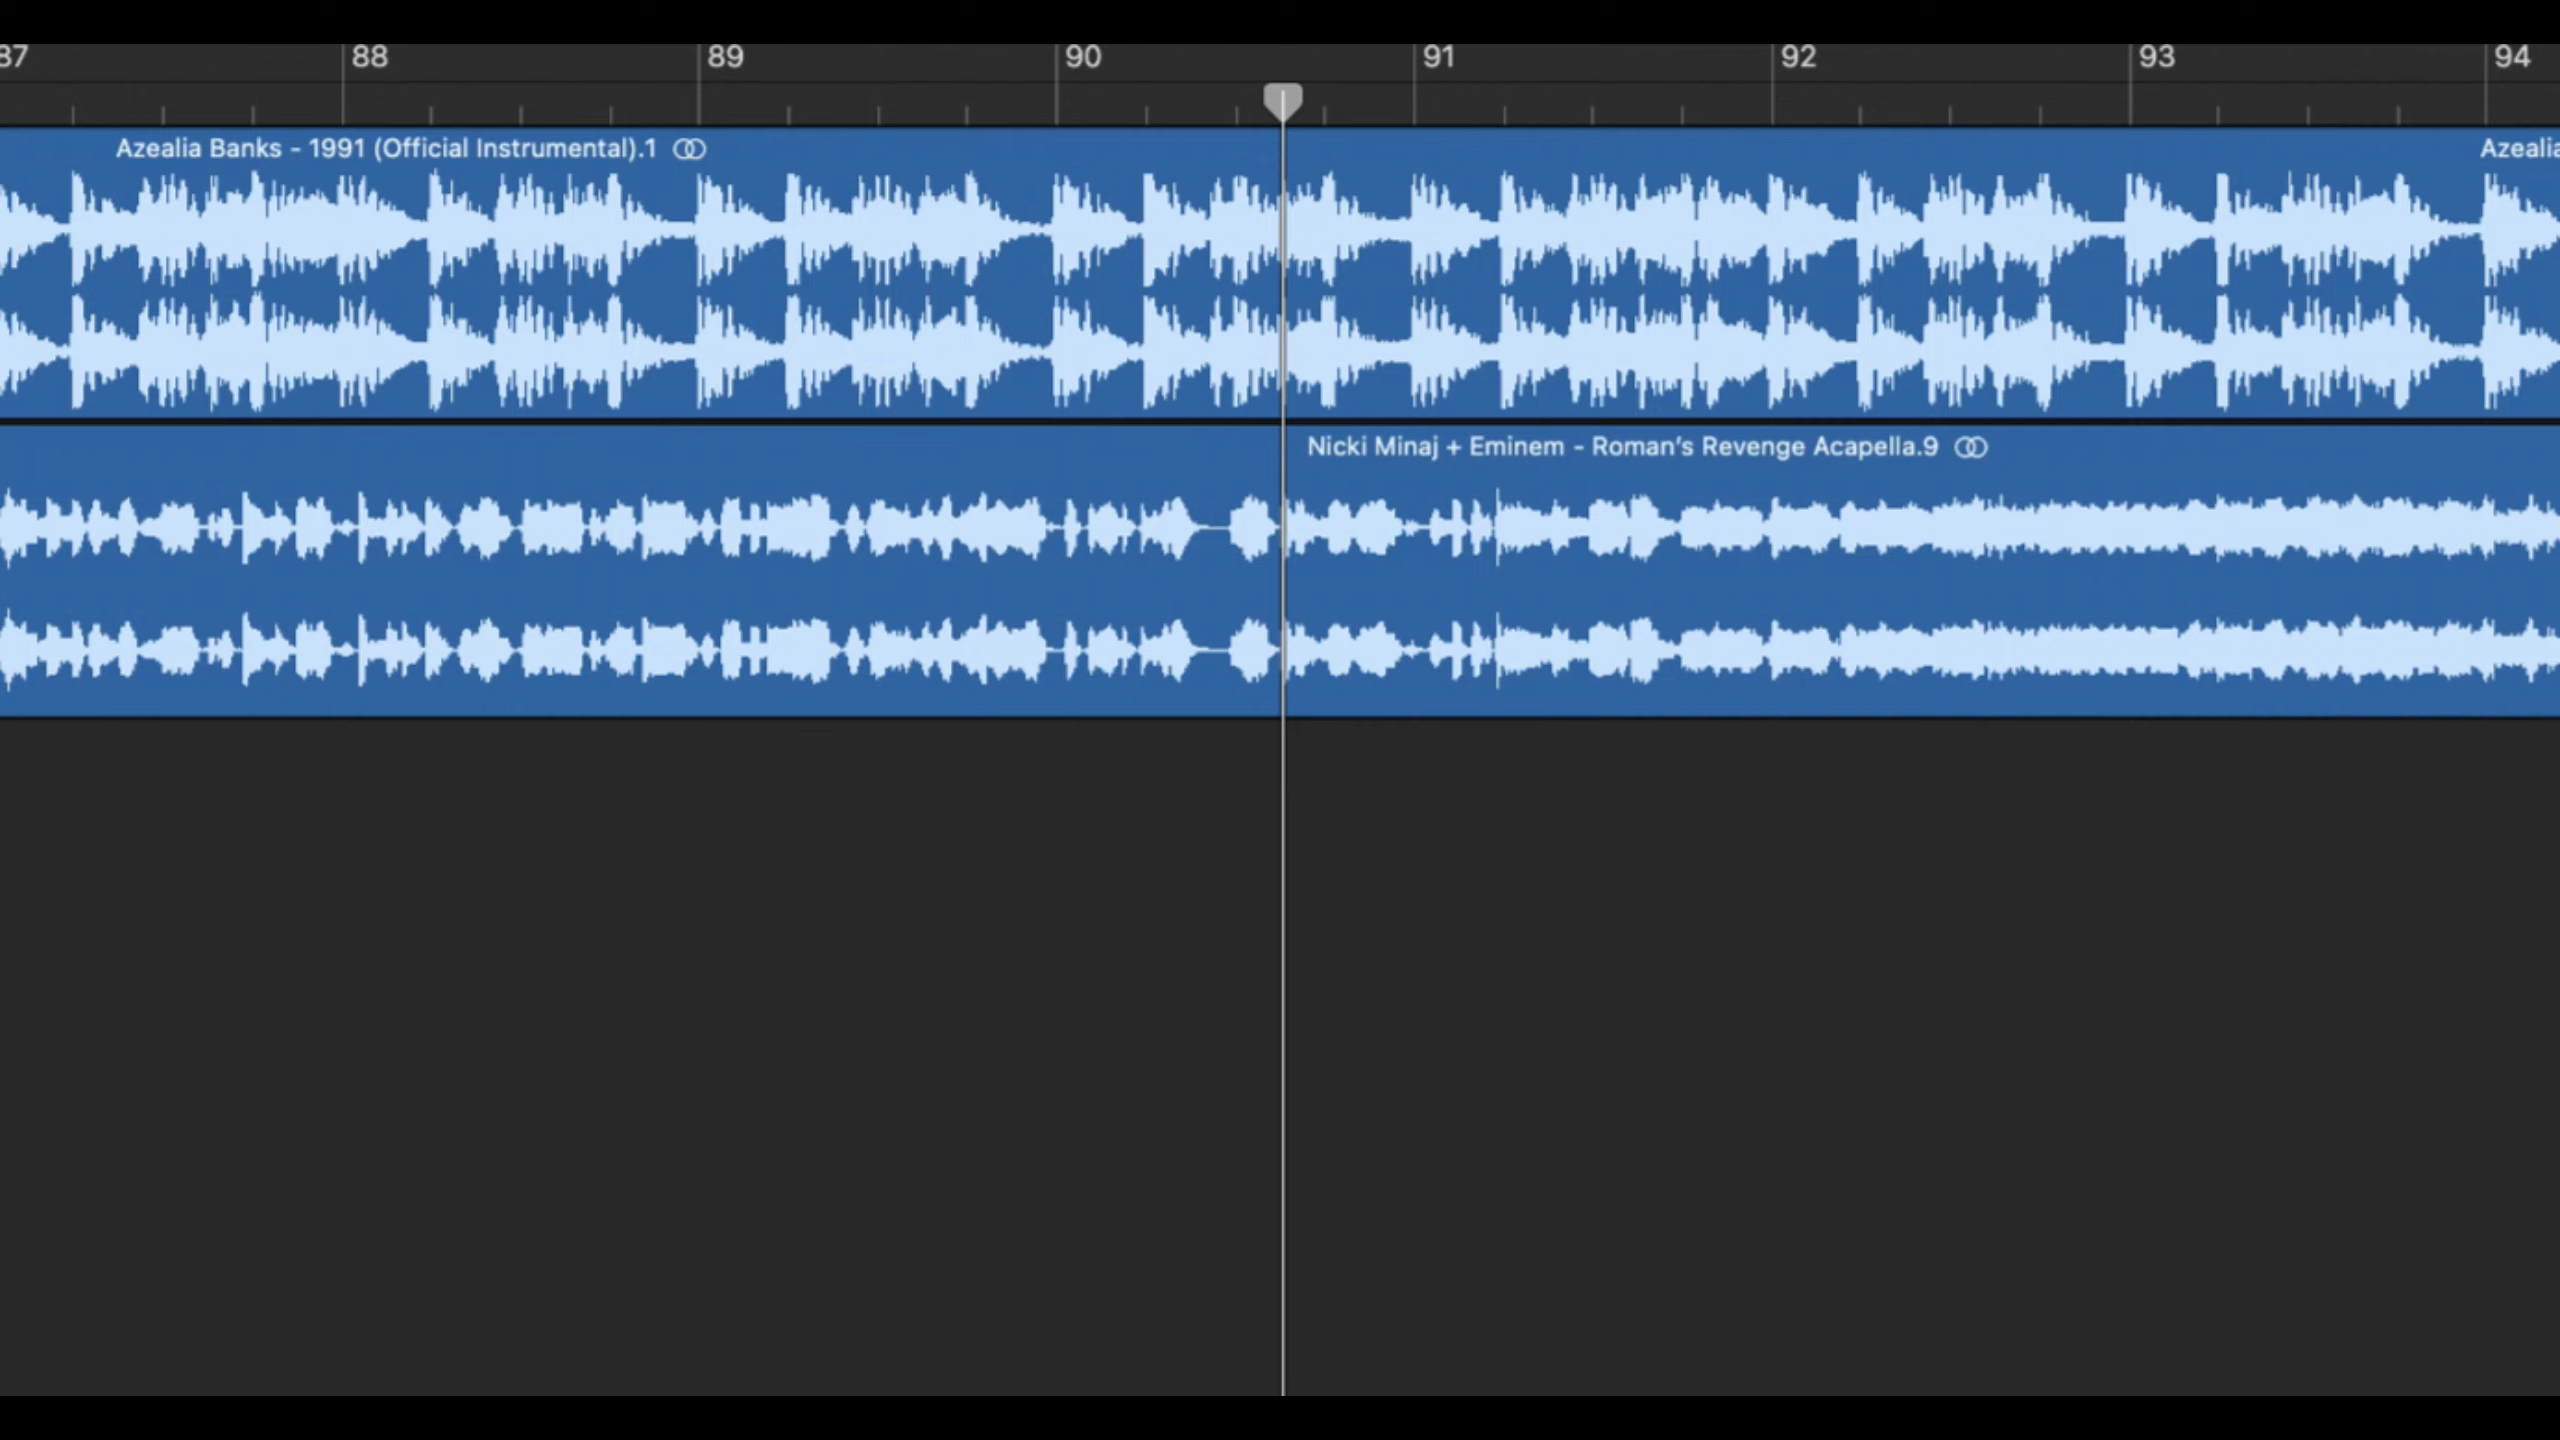 87 88 89 90 91 92 93 94
Azealia Banks - 1991 (Official Instrumental).1 Azealia
Nicki Minaj + Eminem - Roman's Revenge Acapella.9